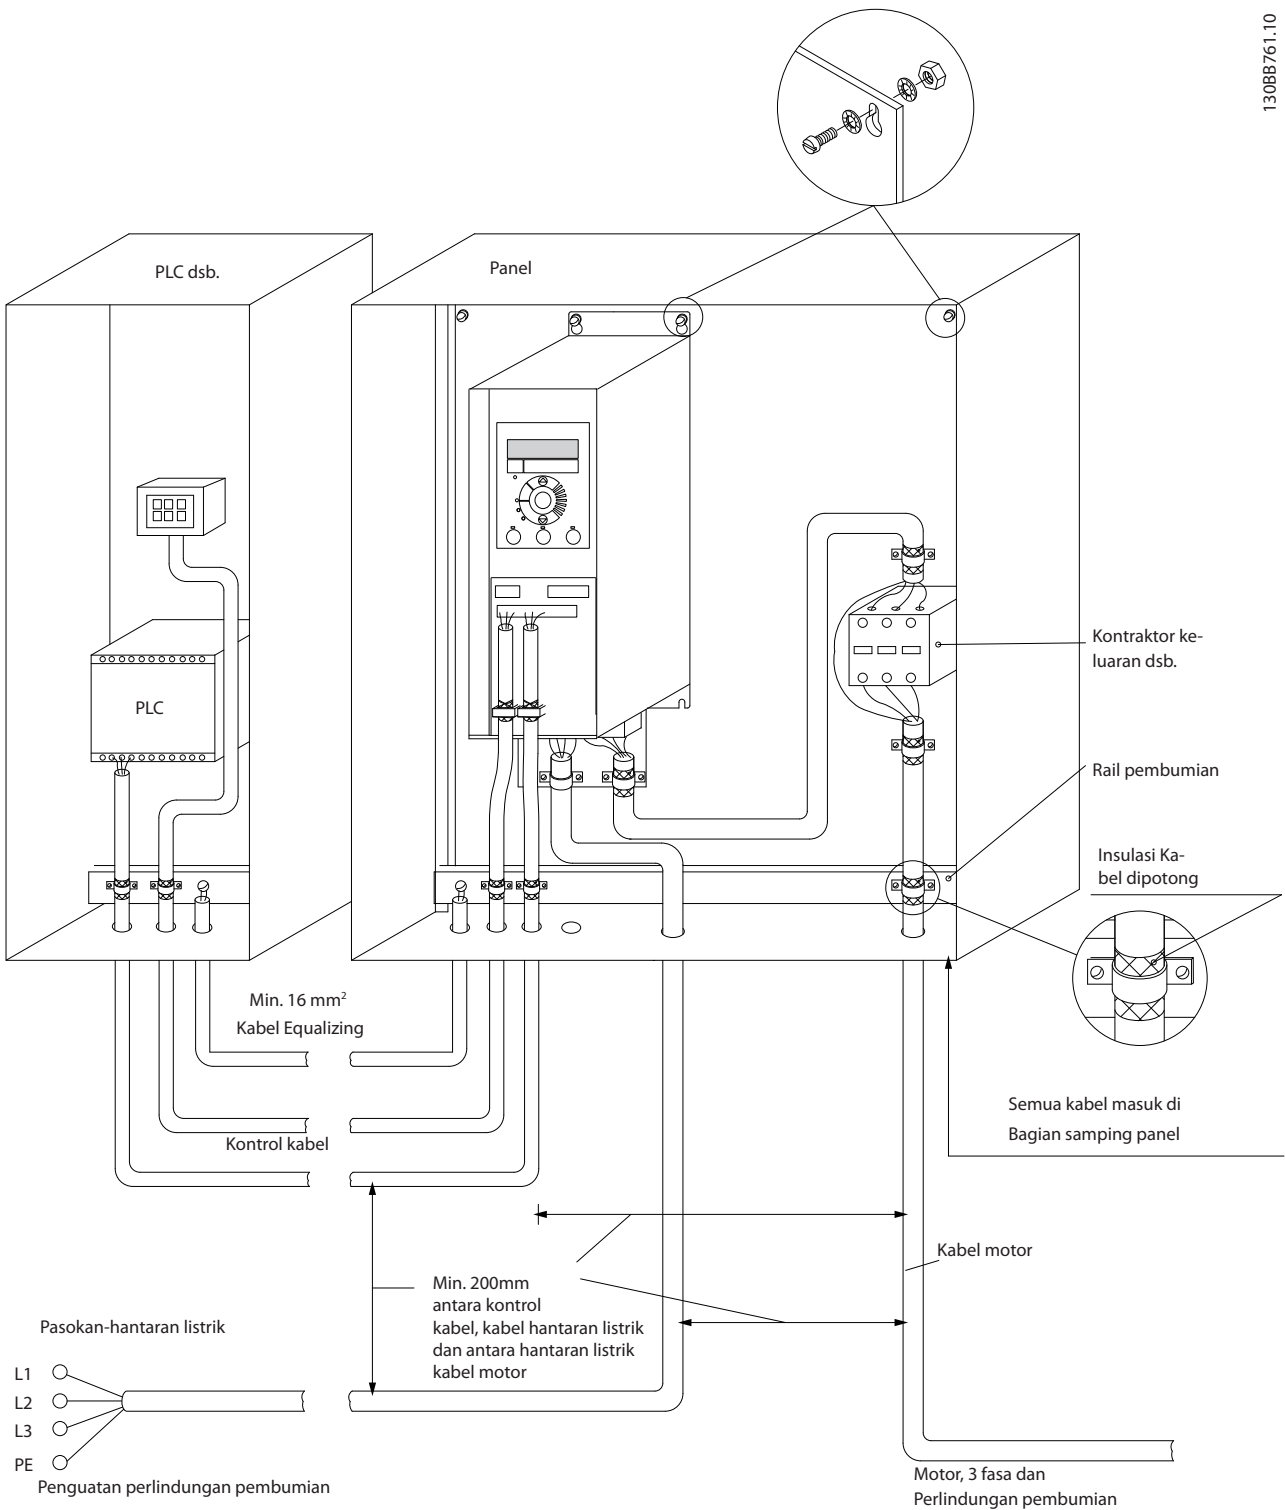 130BB761.10
PLC dsb.
Panel
Kontraktor ke-
luaran dsb.
PLC
Rail pembumian
Insulasi Ka-
bel dipotong
Min. 16 mm²
Kabel Equalizing
Semua kabel masuk di
Bagian samping panel
Kontrol kabel
Kabel motor
Min. 200mm
antara kontrol
kabel, kabel hantaran listrik
dan antara hantaran listrik
kabel motor
Pasokan-hantaran listrik
L1
L2
L3
PE
Penguatan perlindungan pembumian
Motor, 3 fasa dan
Perlindungan pembumian